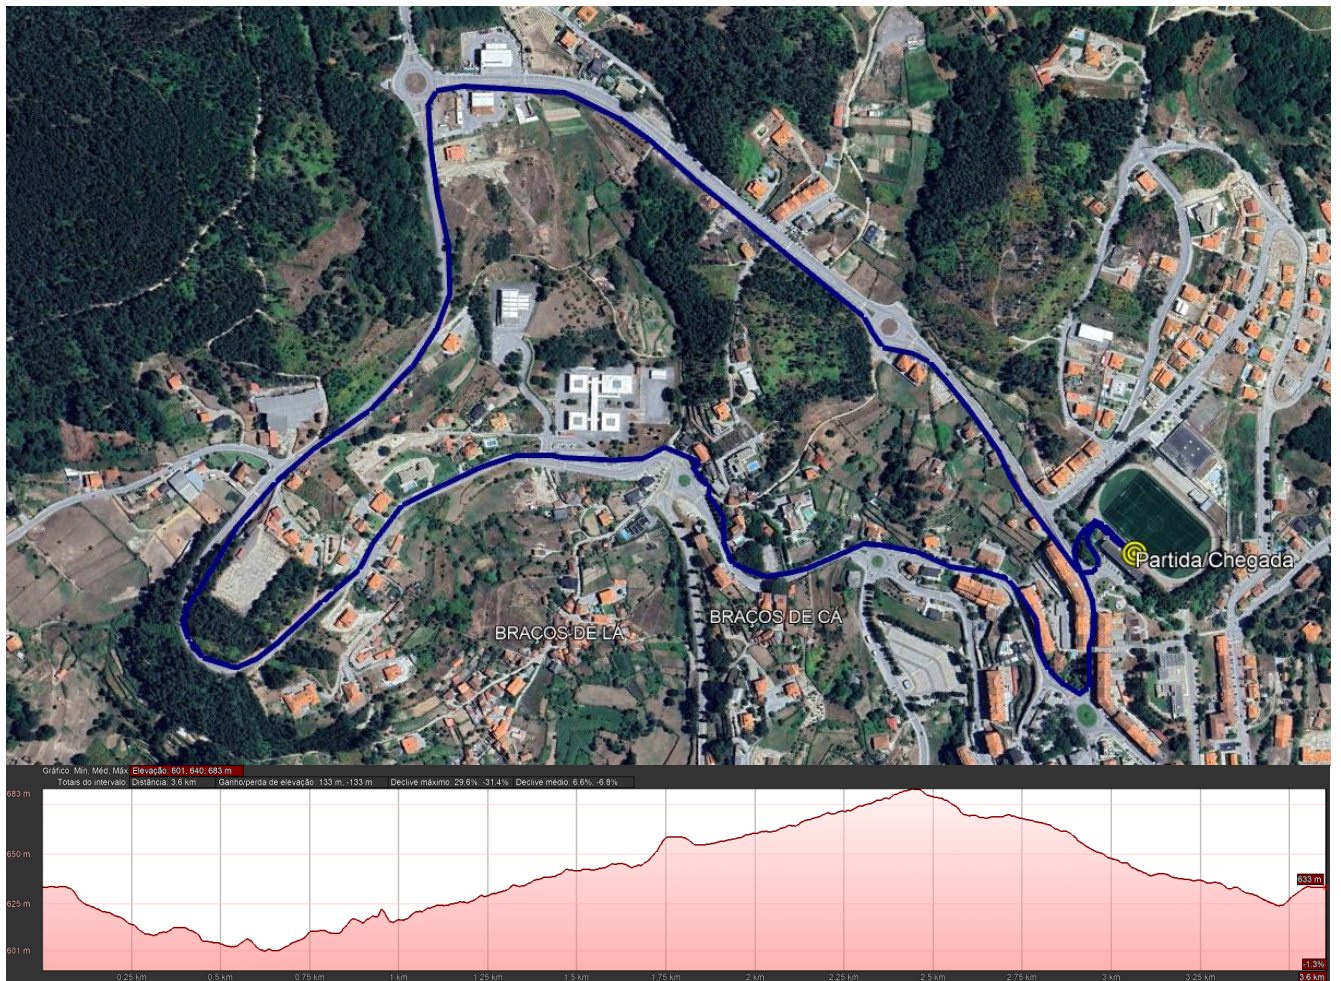 Partida/Chegada
BRAÇOS DE CÁ
BRAÇOS DE LÁ
Gráfico: Mín, Méd, Máx Elevação: 601, 640, 683 m
Totais do intervalo: Distância: 3.6 km Ganho/perda de elevação: 133 m, -133 m Declive máximo: 29.6%, -31.4% Declive médio: 6.6%, -6.8%
683 m
650 m
633 m
625 m
601 m
-1.3%
0.25 km 0.5 km 0.75 km 1 km 1.25 km 1.5 km 1.75 km 2 km 2.25 km 2.5 km 2.75 km 3 km 3.25 km 3.6 km